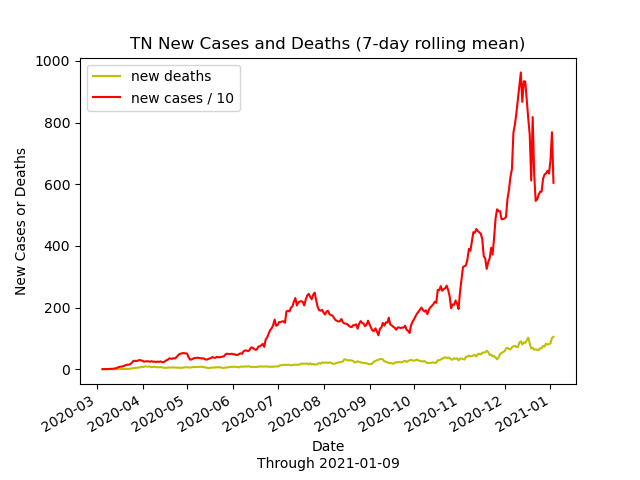 TN New Cases and Deaths (7-day rolling mean)
new deaths
new cases / 10
New Cases or Deaths
1000
800
600
400
200
0
2020-03
2020-04
2020-05
2020-06
2020-07
2020-08
2020-09
2020-10
2020-11
2020-12
2021-01
Date
Through 2021-01-09